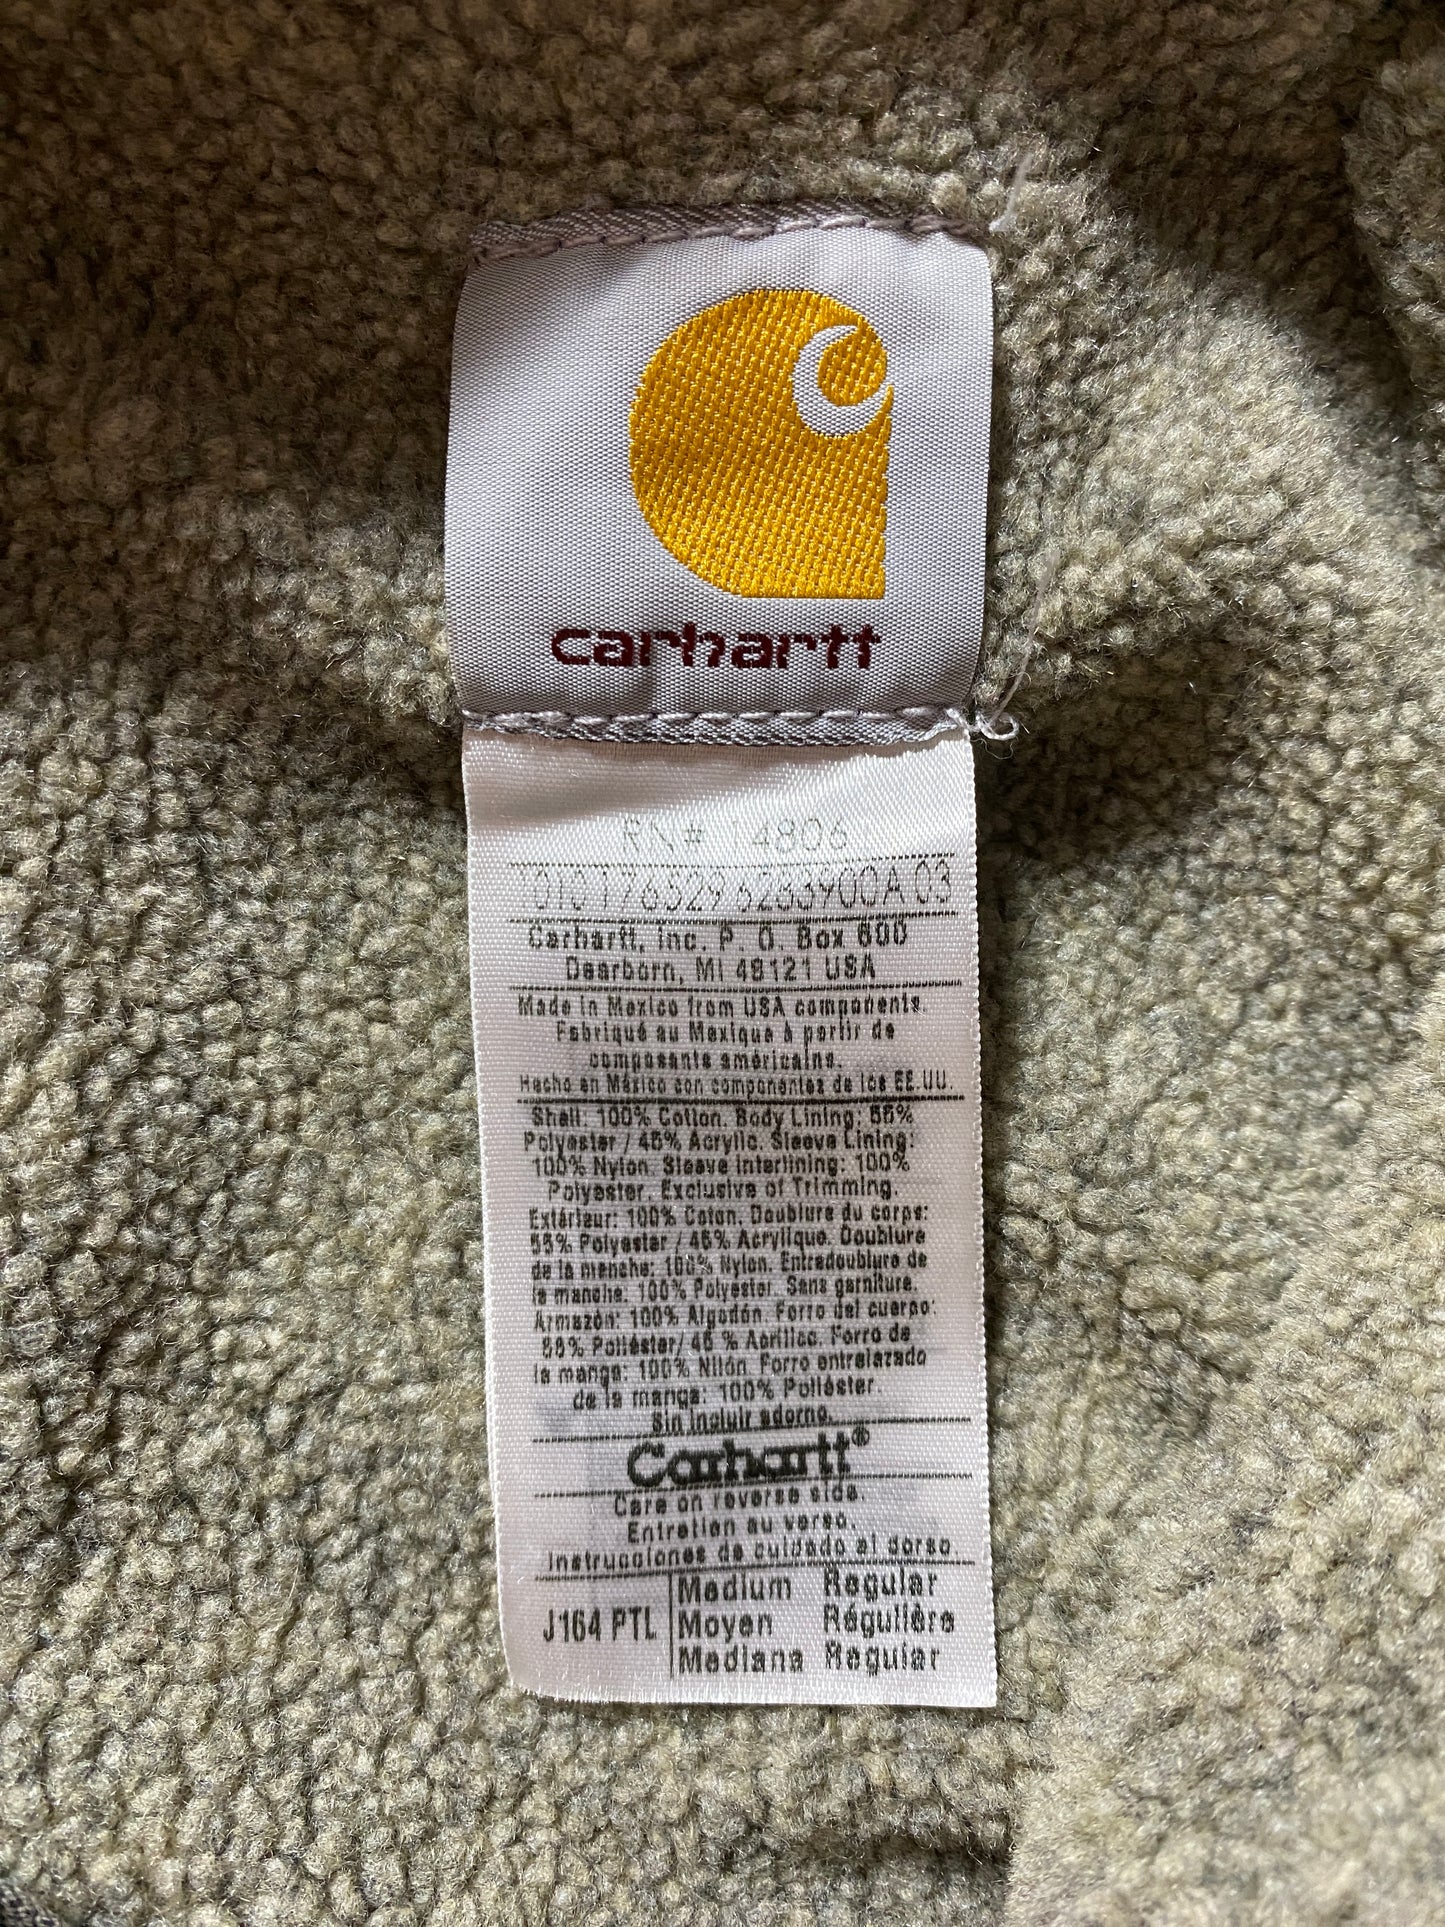 carhartt
RN# 14806
Carhartt, Inc. P. O. Box 600
Dearborn, MI 48121 USA
Made in Mexico from USA components.
Fabriqué au Mexique à partir de
composants américains.
Hecho en México con componentes de los EE.UU.
Shell: 100% Cotton. Body Lining: 55%
Polyester / 45% Acrylic. Sleeve Lining:
100% Nylon. Sleeve Interlining: 100%
Polyester. Exclusive of Trimming.
Extérieur: 100% Coton. Doublure du corps:
55% Polyester / 45% Acrylique. Doublure
de la manche: 100% Nylon. Entredoublure de
la manche: 100% Polyester. Sans garniture.
Armazón: 100% Algodón. Forro del cuerpo:
55% Poliéster/ 45 % Acrílico. Forro de
la manga: 100% Nilón. Forro entrelazado
de la manga: 100% Poliéster.
Sin incluir adorno.
Carhartt®
Care on reverse side.
Entretien au verso.
Instrucciones de cuidado al dorso
J164 PTL
Medium Regular
Moyen Régulière
Mediana Regular